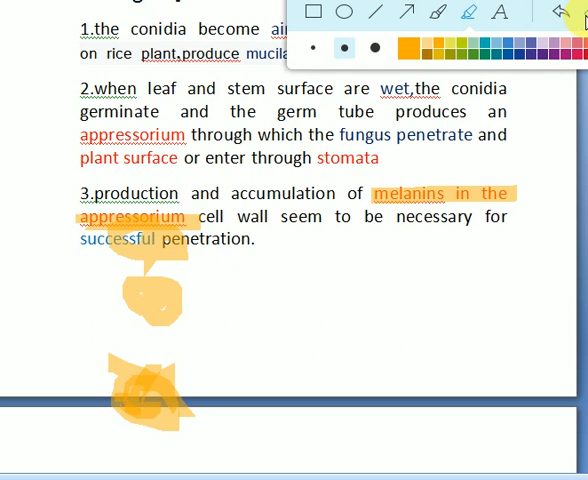 1.the conidia become
on rice plant,produce
2.when leaf and stem surface are wet,the conidia
germinate and the germ tube produces an
appressorium through which the fungus penetrate and
plant surface or enter through stomata
3.production and accumulation of melanins in the
appressorium cell wall seem to be necessary for
successful penetration.
A